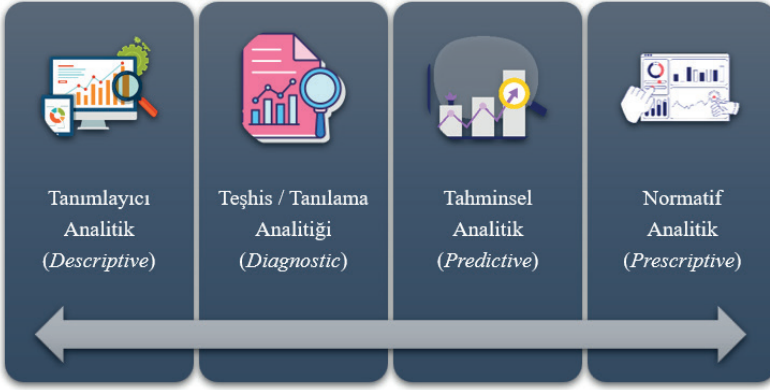 Tanımlayıcı
Analitik
(Descriptive)
Teşhis / Tanılama
Analitiği
(Diagnostic)
Tahminsel
Analitik
(Predictive)
Normatif
Analitik
(Prescriptive)